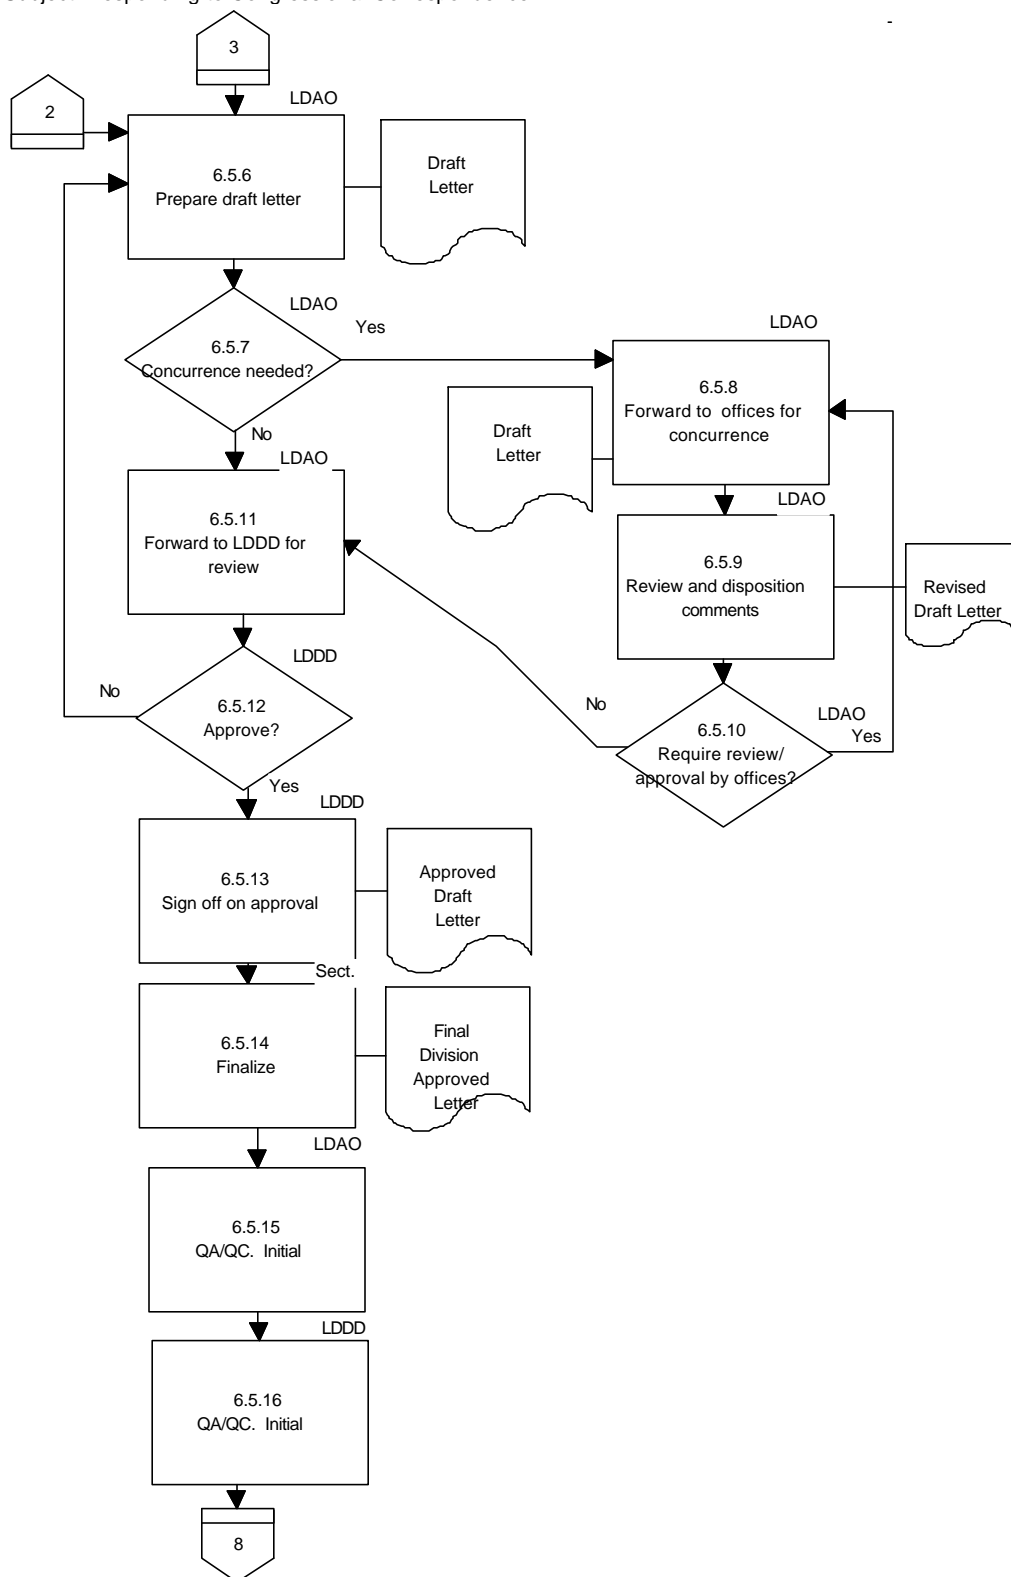 3
LDAO
2
6.5.6
Prepare draft letter
Draft
Letter
LDAO
6.5.7
Concurrence needed?
Yes
No
LDAO
6.5.8
Forward to offices for
concurrence
Draft
Letter
LDAO
6.5.11
Forward to LDDD for
review
LDAO
6.5.9
Review and disposition
comments
Revised
Draft Letter
LDDD
No
6.5.12
Approve?
Yes
No
LDAO
Yes
6.5.10
Require review/
approval by offices?
LDDD
6.5.13
Sign off on approval
Approved
Draft
Letter
Sect.
6.5.14
Finalize
Final
Division
Approved
Letter
LDAO
6.5.15
QA/QC. Initial
LDDD
6.5.16
QA/QC. Initial
8